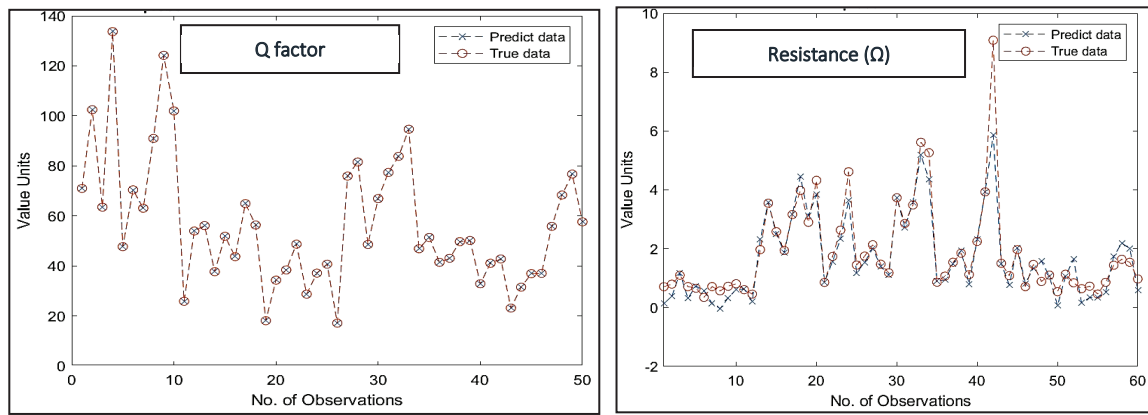 Q factor
Predict data
True data
Value Units
140
120
100
80
60
40
20
0
0 10 20 30 40 50
No. of Observations
Resistance (Ω)
Predict data
True data
Value Units
10
8
6
4
2
0
-2
10 20 30 40 50 60
No. of Observations